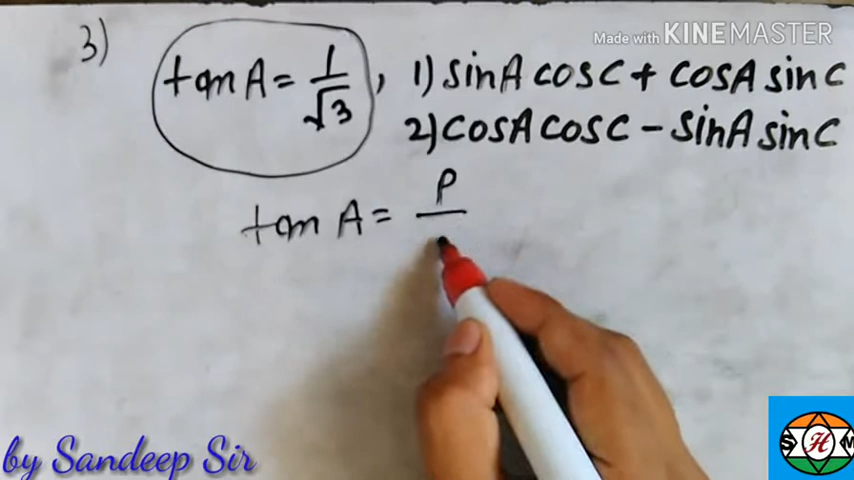 Made with KINEMASTER
3) tan A = 1/√3, 1) sinA cosC + cosA sinC
2) cosA cosC - sinA sinC
tan A = P/
by Sandeep Sir
S H M